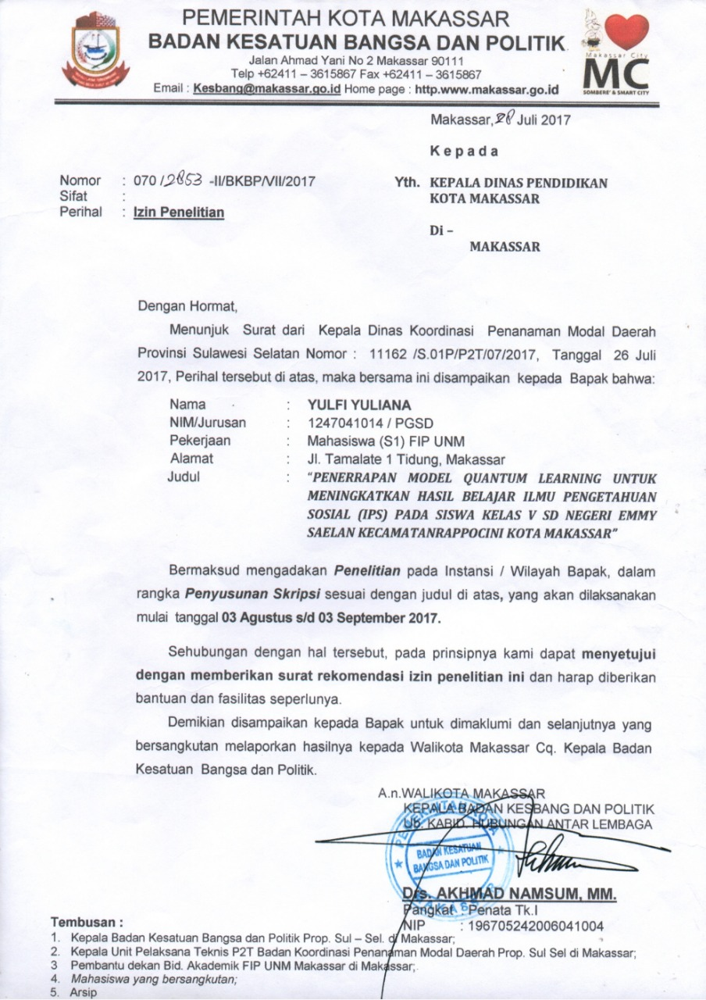 PEMERINTAH KOTA MAKASSAR
BADAN KESATUAN BANGSA DAN POLITIK
Jalan Ahmad Yani No 2 Makassar 90111
Telp +62411 – 3615867 Fax +62411 – 3615867
Email : Kesbang@makassar.go.id Home page : http.www.makassar.go.id
Makassar City
MC
SOMBERE' & SMART CITY
Makassar, 28 Juli 2017
K e p a d a
Nomor : 070 / 2853 -II/BKBP/VII/2017
Sifat :
Perihal : Izin Penelitian
Yth. KEPALA DINAS PENDIDIKAN
KOTA MAKASSAR
Di –
MAKASSAR
Dengan Hormat,
Menunjuk Surat dari Kepala Dinas Koordinasi Penanaman Modal Daerah
Provinsi Sulawesi Selatan Nomor : 11162 /S.01P/P2T/07/2017, Tanggal 26 Juli
2017, Perihal tersebut di atas, maka bersama ini disampaikan kepada Bapak bahwa:
Nama : YULFI YULIANA
NIM/Jurusan : 1247041014 / PGSD
Pekerjaan : Mahasiswa (S1) FIP UNM
Alamat : Jl. Tamalate 1 Tidung, Makassar
Judul : "PENERRAPAN MODEL QUANTUM LEARNING UNTUK
MENINGKATKAN HASIL BELAJAR ILMU PENGETAHUAN
SOSIAL (IPS) PADA SISWA KELAS V SD NEGERI EMMY
SAELAN KECAMATANRAPPOCINI KOTA MAKASSAR"
Bermaksud mengadakan Penelitian pada Instansi / Wilayah Bapak, dalam
rangka Penyusunan Skripsi sesuai dengan judul di atas, yang akan dilaksanakan
mulai tanggal 03 Agustus s/d 03 September 2017.
Sehubungan dengan hal tersebut, pada prinsipnya kami dapat menyetujui
dengan memberikan surat rekomendasi izin penelitian ini dan harap diberikan
bantuan dan fasilitas seperlunya.
Demikian disampaikan kepada Bapak untuk dimaklumi dan selanjutnya yang
bersangkutan melaporkan hasilnya kepada Walikota Makassar Cq. Kepala Badan
Kesatuan Bangsa dan Politik.
A.n.WALIKOTA MAKASSAR
KEPALA BADAN KESBANG DAN POLITIK
Ub. KABID. HUBUNGAN ANTAR LEMBAGA
PEMERINTAH KOTA
BADAN KESATUAN
BANGSA DAN POLITIK
MAKASSAR
Drs. AKHMAD NAMSUM, MM.
Pangkat : Penata Tk.I
NIP : 196705242006041004
Tembusan :
1. Kepala Badan Kesatuan Bangsa dan Politik Prop. Sul – Sel. di Makassar;
2. Kepala Unit Pelaksana Teknis P2T Badan Koordinasi Penanaman Modal Daerah Prop. Sul Sel di Makassar;
3 Pembantu dekan Bid. Akademik FIP UNM Makassar di Makassar;
4. Mahasiswa yang bersangkutan;
5. Arsip